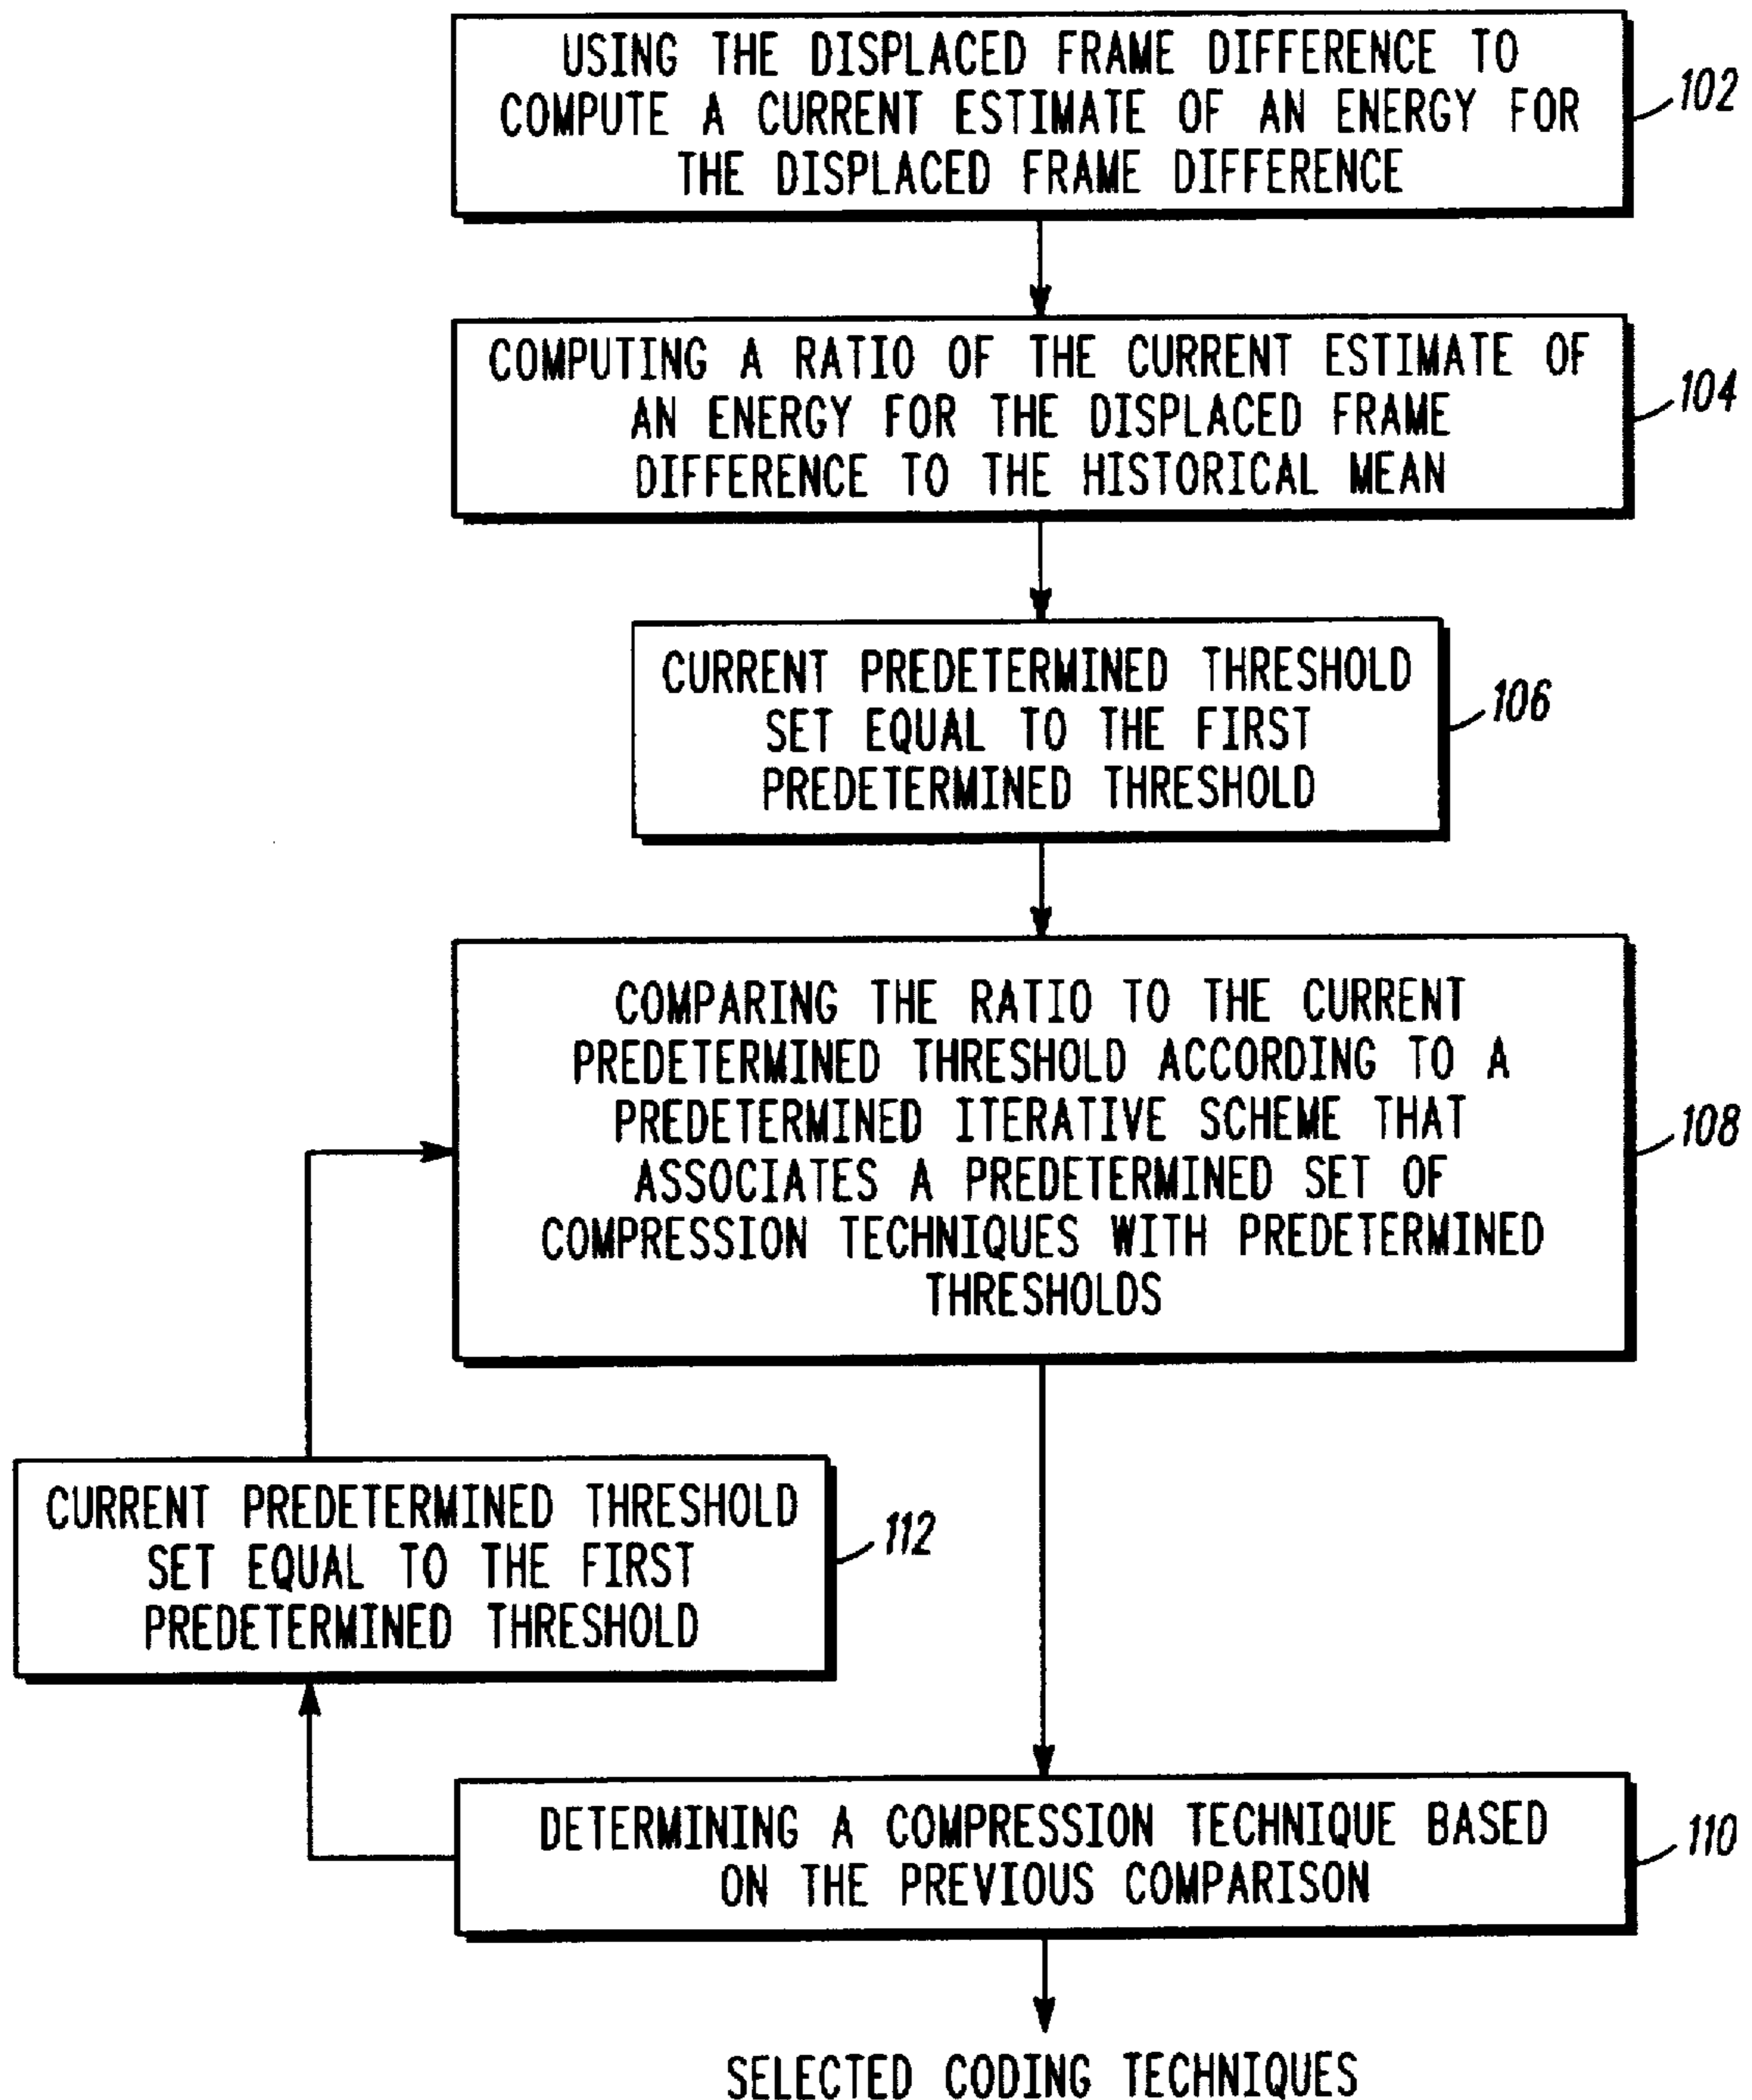 USING THE DISPLACED FRAME DIFFERENCE TO
COMPUTE A CURRENT ESTIMATE OF AN ENERGY FOR
THE DISPLACED FRAME DIFFERENCE
102
COMPUTING A RATIO OF THE CURRENT ESTIMATE OF
AN ENERGY FOR THE DISPLACED FRAME
DIFFERENCE TO THE HISTORICAL MEAN
104
CURRENT PREDETERMINED THRESHOLD
SET EQUAL TO THE FIRST
PREDETERMINED THRESHOLD
106
COMPARING THE RATIO TO THE CURRENT
PREDETERMINED THRESHOLD ACCORDING TO A
PREDETERMINED ITERATIVE SCHEME THAT
ASSOCIATES A PREDETERMINED SET OF
COMPRESSION TECHNIQUES WITH PREDETERMINED
THRESHOLDS
108
CURRENT PREDETERMINED THRESHOLD
SET EQUAL TO THE FIRST
PREDETERMINED THRESHOLD
112
DETERMINING A COMPRESSION TECHNIQUE BASED
ON THE PREVIOUS COMPARISON
110
SELECTED CODING TECHNIQUES